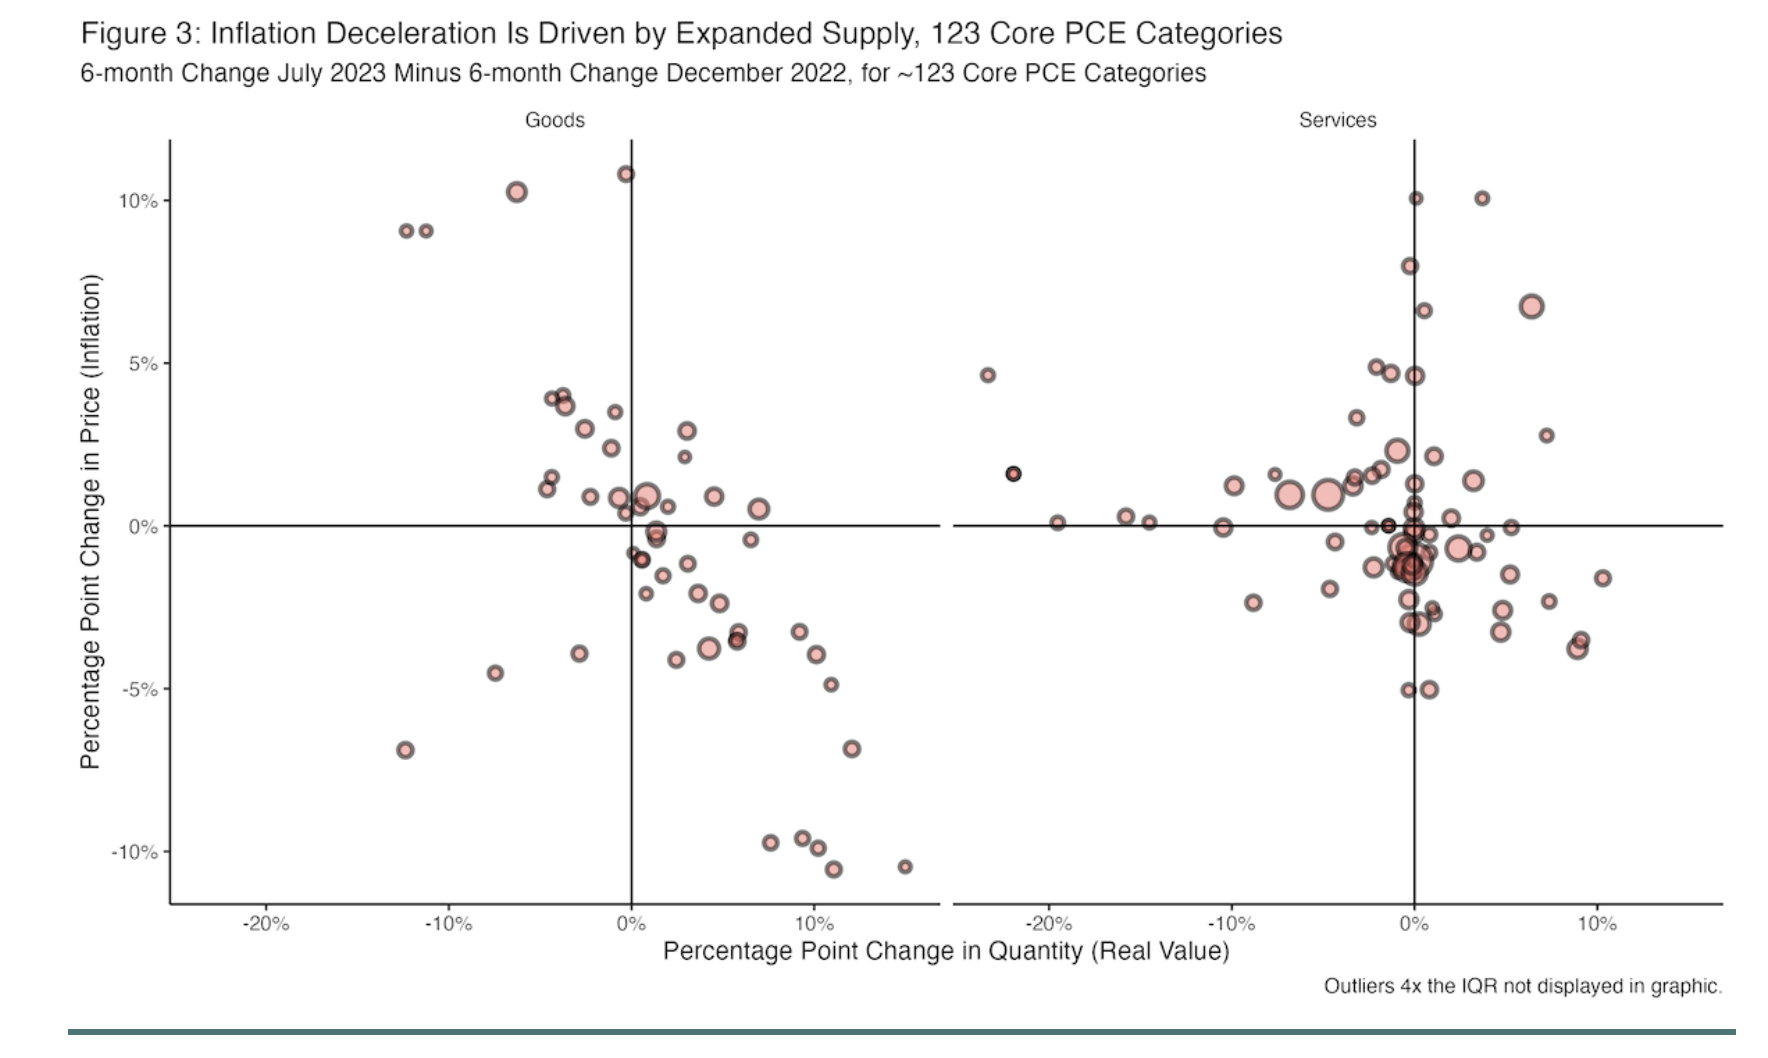 Figure 3: Inflation Deceleration Is Driven by Expanded Supply, 123 Core PCE Categories
6-month Change July 2023 Minus 6-month Change December 2022, for ~123 Core PCE Categories
Goods
Services
Percentage Point Change in Price (Inflation)
10%
5%
0%
-5%
-10%
-20%
-10%
0%
10%
-20%
-10%
0%
10%
Percentage Point Change in Quantity (Real Value)
Outliers 4x the IQR not displayed in graphic.